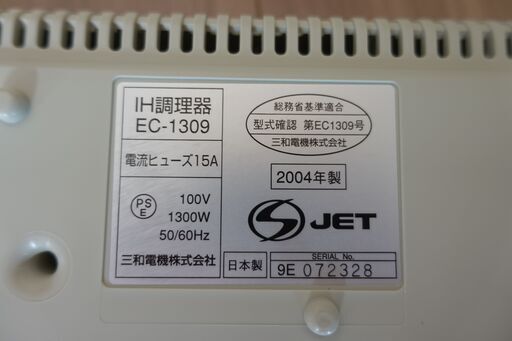 IH調理器
EC-1309
電流ヒューズ15A
PS
E
100V
1300W
50/60Hz
三和電機株式会社
総務省基準適合
型式確認 第EC1309号
三和電機株式会社
2004年製
S JET
日本製
SERIAL No.
9E 072328